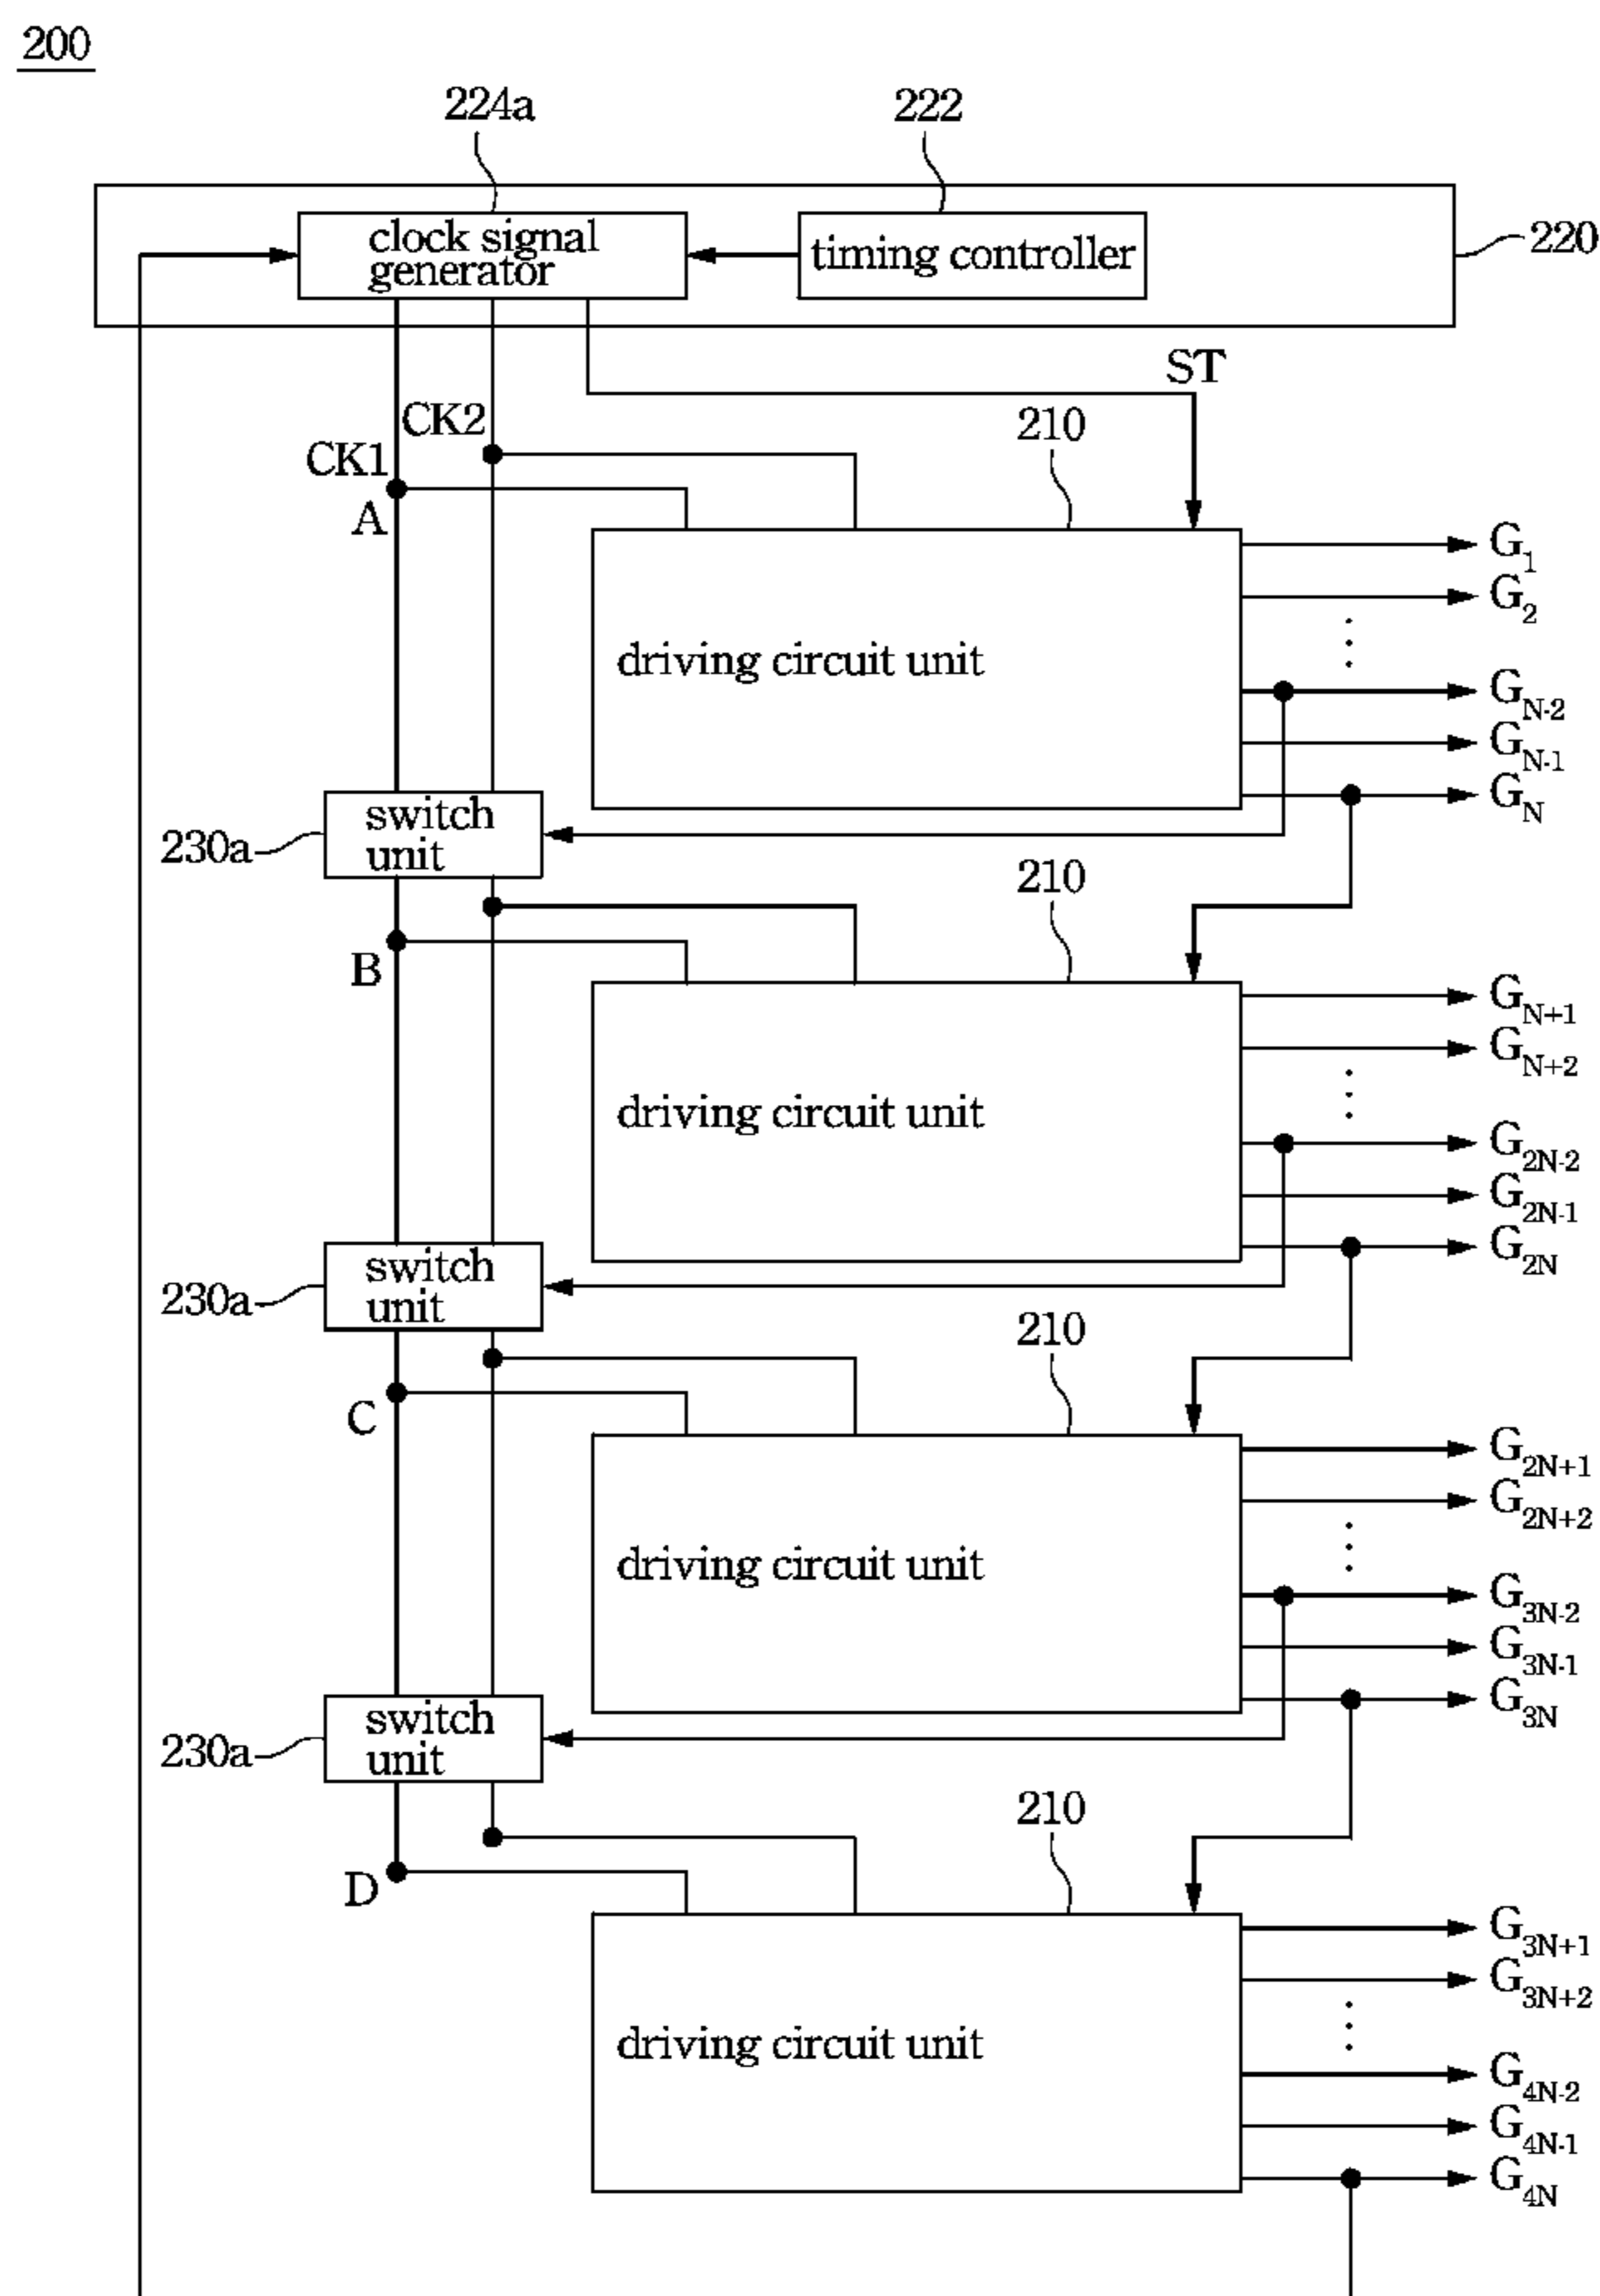 200
224a
222
clock signal
generator
timing controller
220
ST
CK2
CK1
A
210
driving circuit unit
G1
G2
GN-2
GN-1
GN
switch
unit
230a
210
B
driving circuit unit
GN+1
GN+2
G2N-2
G2N-1
G2N
switch
unit
230a
210
C
driving circuit unit
G2N+1
G2N+2
G3N-2
G3N-1
G3N
switch
unit
230a
210
D
driving circuit unit
G3N+1
G3N+2
G4N-2
G4N-1
G4N